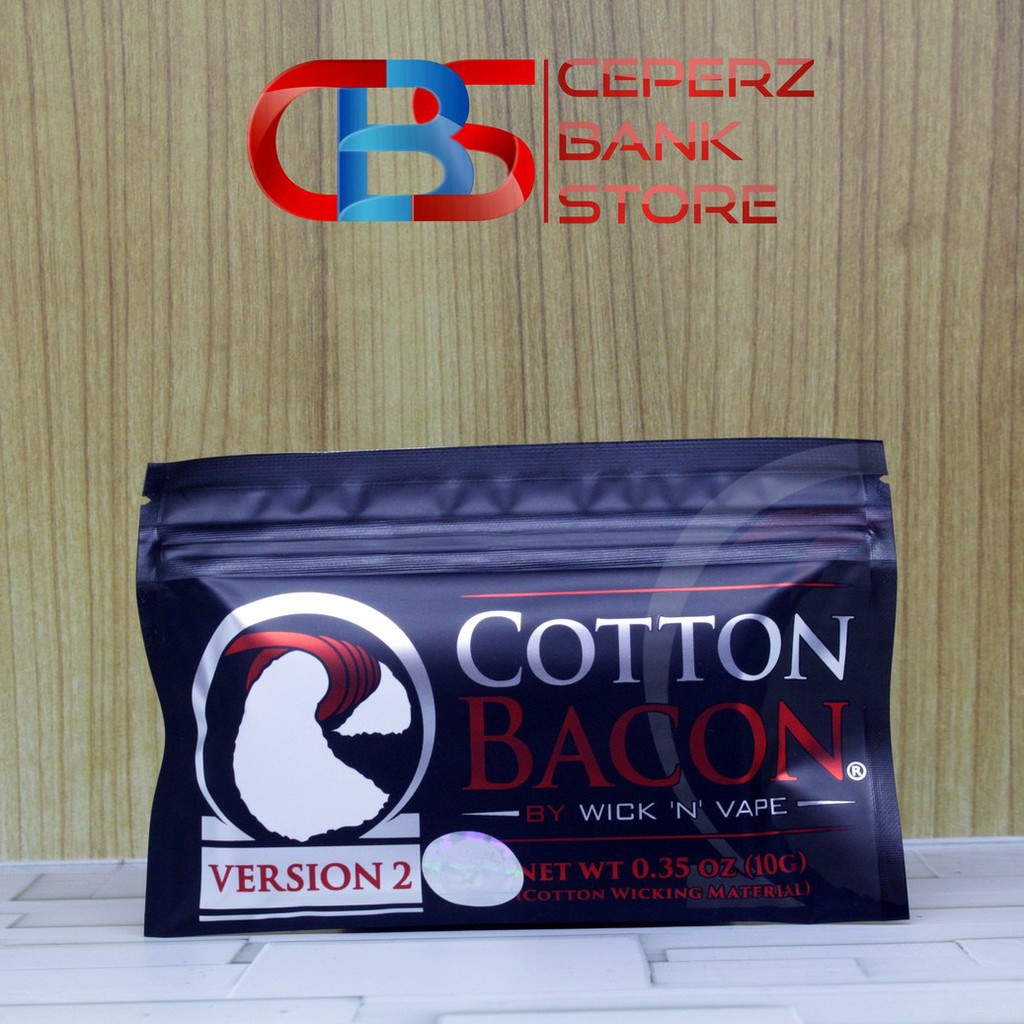 CBS
CEPERZ
BANK
STORE
COTTON
BACON®
BY WICK 'N' VAPE
VERSION 2
NET WT 0.35 OZ (10G)
(COTTON WICKING MATERIAL)